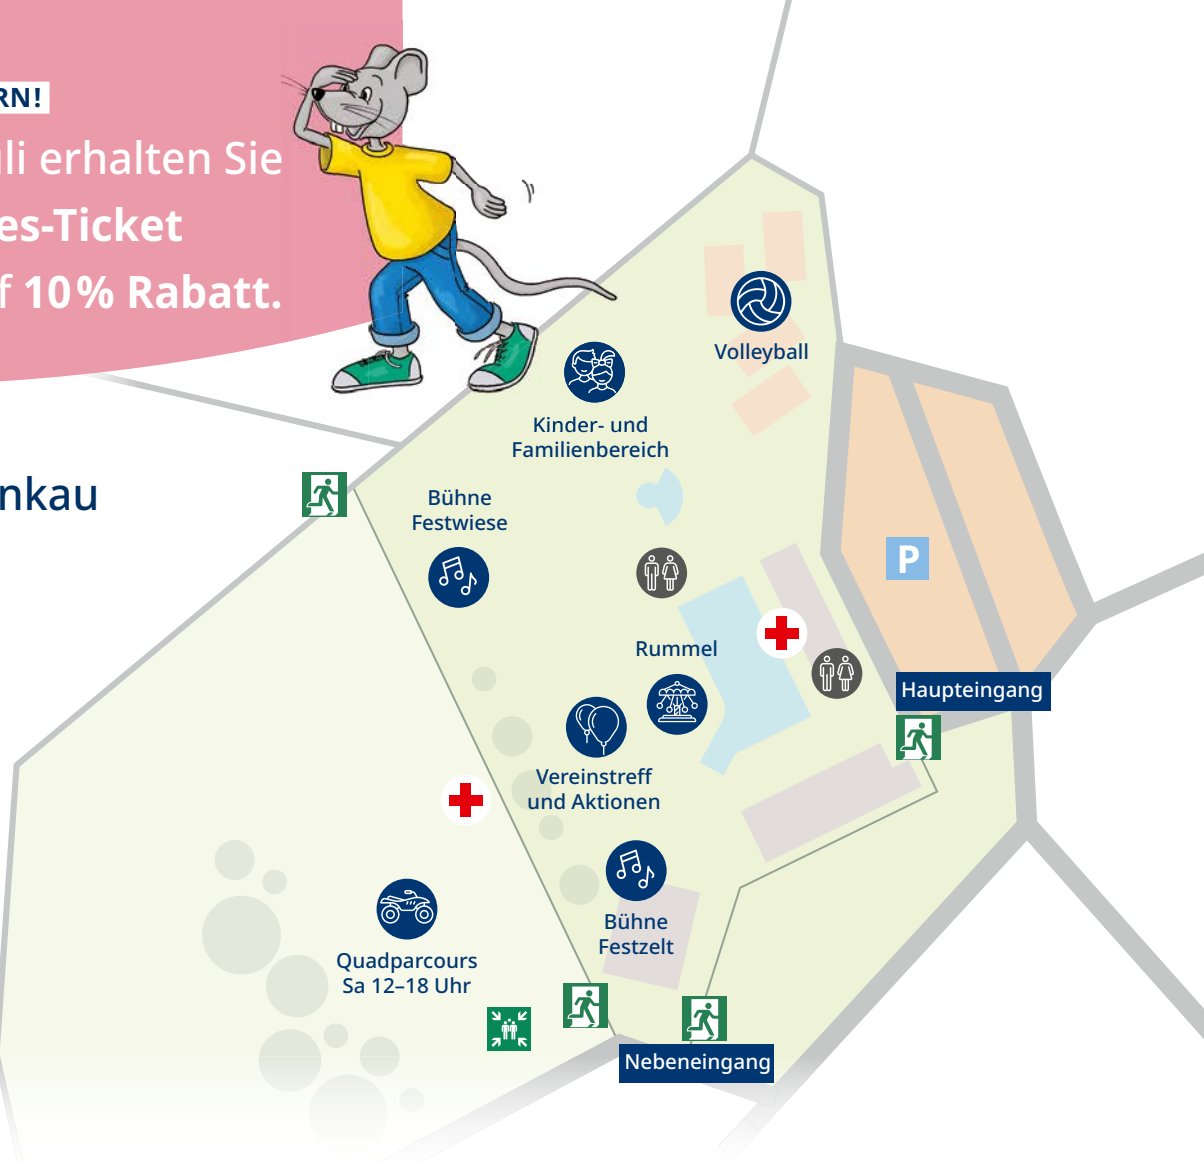 RN!
li erhalten Sie
es-Ticket
f 10% Rabatt.
nkau
Volleyball
Kinder- und
Familienbereich
Bühne
Festwiese
P
Rummel
Haupteingang
Vereinstreff
und Aktionen
Bühne
Festzelt
Quadparcours
Sa 12–18 Uhr
Nebeneingang